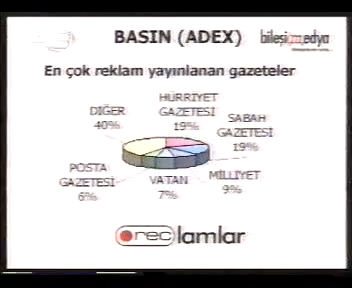 BASIN (ADEX)
bileşimmedya
En çok reklam yayınlanan gazeteler
HÜRRİYET
GAZETESİ
19%
SABAH
GAZETESİ
19%
MİLLİYET
9%
VATAN
7%
POSTA
GAZETESİ
6%
DİĞER
40%
reclamlar